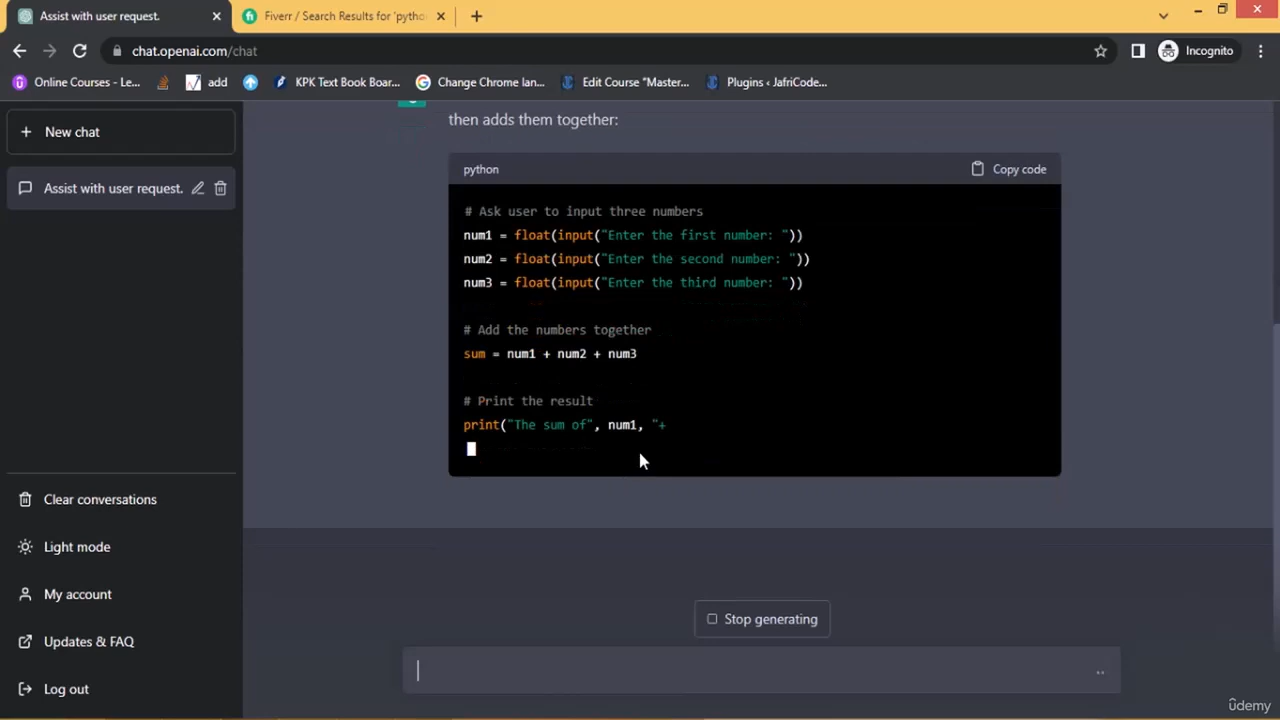 Assist with user request.
Fiverr / Search Results for 'pytho
chat.openai.com/chat
Incognito
Online Courses - Le...
add
KPK Text Book Boar...
Change Chrome lan...
Edit Course "Master...
Plugins ‹ JafriCode...
New chat
Assist with user request.
Clear conversations
Light mode
My account
Updates & FAQ
Log out
then adds them together:
python
Copy code
# Ask user to input three numbers
num1 = float(input("Enter the first number: "))
num2 = float(input("Enter the second number: "))
num3 = float(input("Enter the third number: "))
# Add the numbers together
sum = num1 + num2 + num3
# Print the result
print("The sum of", num1, "+
Stop generating
ûdemy